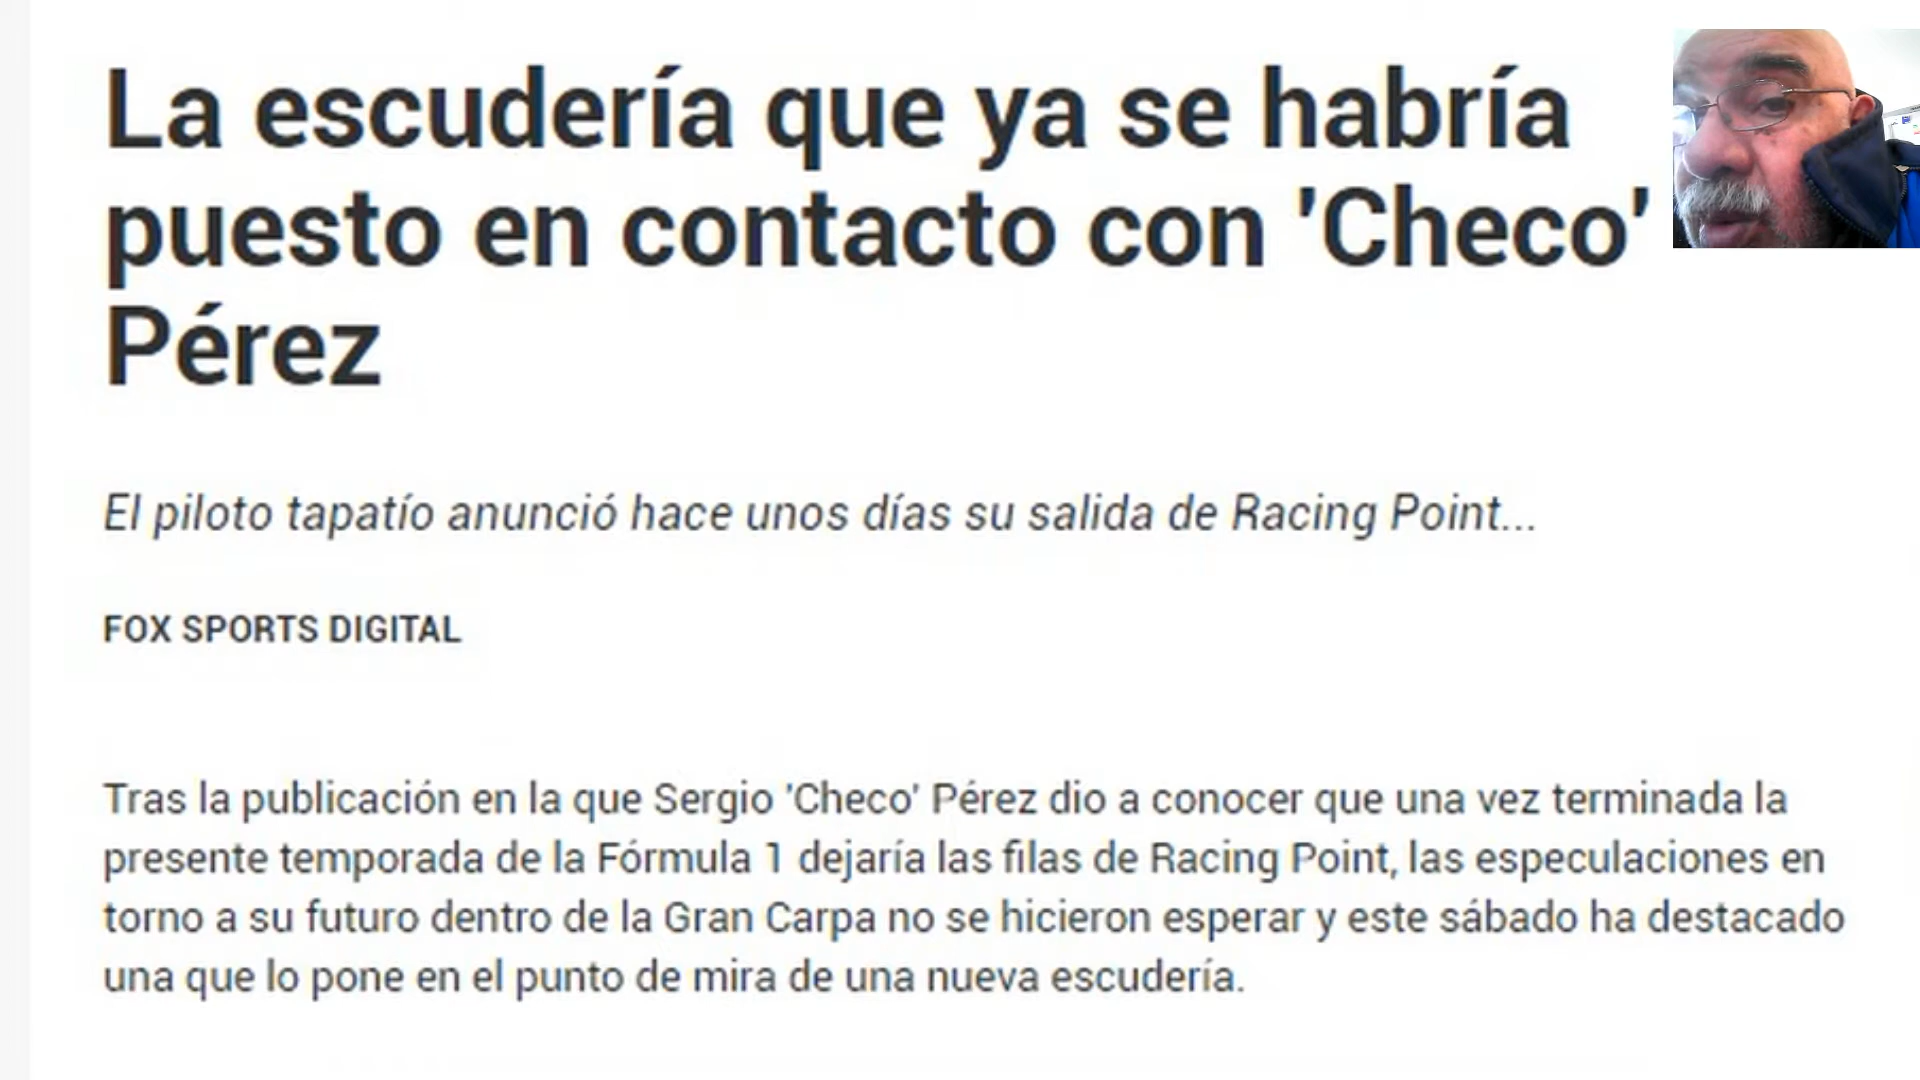 La escudería que ya se habría
puesto en contacto con 'Checo'
Pérez
El piloto tapatío anunció hace unos días su salida de Racing Point...
FOX SPORTS DIGITAL
Tras la publicación en la que Sergio 'Checo' Pérez dio a conocer que una vez terminada la
presente temporada de la Fórmula 1 dejaría las filas de Racing Point, las especulaciones en
torno a su futuro dentro de la Gran Carpa no se hicieron esperar y este sábado ha destacado
una que lo pone en el punto de mira de una nueva escudería.